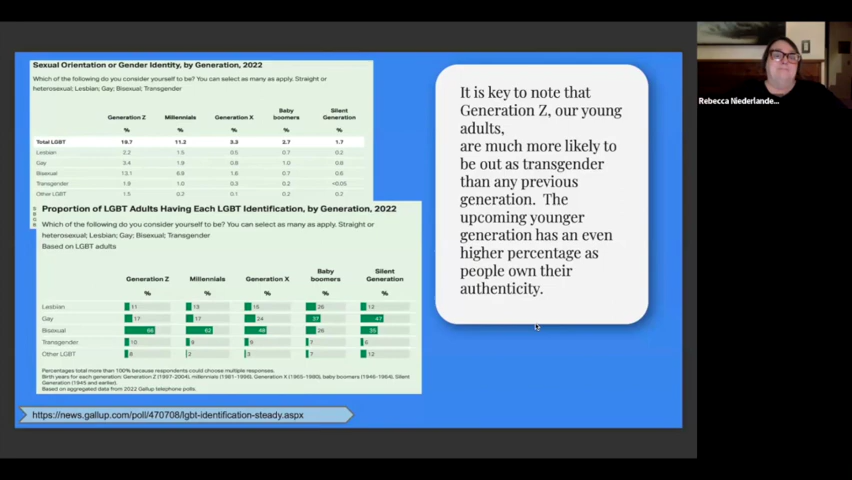 Sexual Orientation or Gender Identity, by Generation, 2022
Which of the following do you consider yourself to be? You can select as many as apply. Straight or
heterosexual; Lesbian; Gay; Bisexual; Transgender
Generation Z Millennials Generation X Baby boomers Silent Generation
% % % % %
Total LGBT 19.7 11.2 3.3 2.7 1.7
Lesbian 2.2 1.5 0.5 0.7 0.2
Gay 3.4 1.9 0.8 1.0 0.8
Bisexual 13.1 6.9 1.6 0.7 0.6
Transgender 1.9 1.0 0.3 0.2 <0.05
Other LGBT 1.5 0.2 0.1 0.2 0.2
Proportion of LGBT Adults Having Each LGBT Identification, by Generation, 2022
Which of the following do you consider yourself to be? You can select as many as apply. Straight or
heterosexual; Lesbian; Gay; Bisexual; Transgender
Based on LGBT adults
Generation Z Millennials Generation X Baby boomers Silent Generation
% % % % %
Lesbian 11 13 15 25 12
Gay 17 17 24 37 47
Bisexual 66 62 48 26 35
Transgender 10 9 7 6
Other LGBT 8 2 3 7 12
Percentages total more than 100% because respondents could choose multiple responses.
Birth years for each generation: Generation Z (1997-2004), millennials (1981-1996), Generation X (1965-1980), baby boomers (1946-1964), Silent
Generation (1945 and earlier).
Based on aggregated data from 2022 Gallup telephone polls.
https://news.gallup.com/poll/470708/lgbt-identification-steady.aspx
It is key to note that
Generation Z, our young
adults,
are much more likely to
be out as transgender
than any previous
generation. The
upcoming younger
generation has an even
higher percentage as
people own their
authenticity.
Rebecca Niederlande...